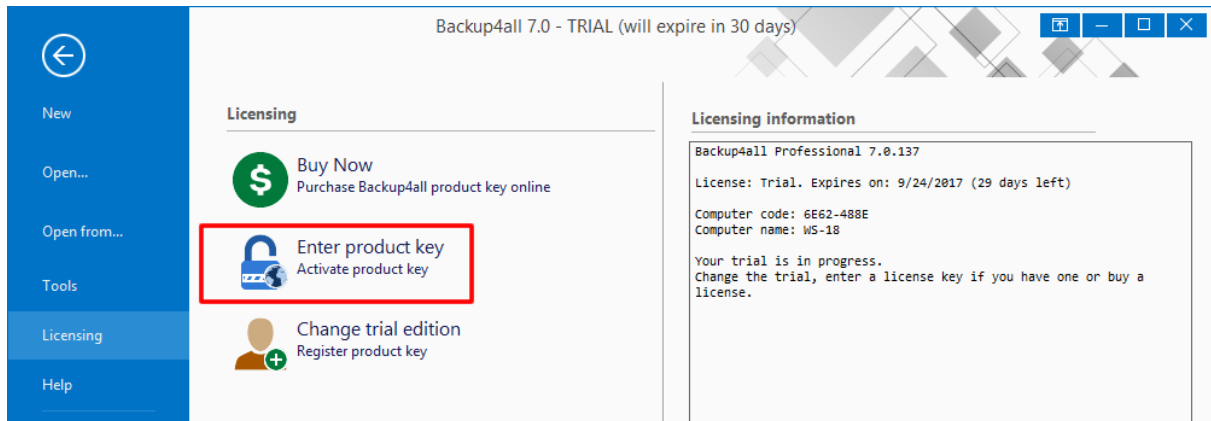 Backup4all 7.0 - TRIAL (will expire in 30 days)
New
Open...
Open from...
Tools
Licensing
Help
Licensing
Buy Now
Purchase Backup4all product key online
Enter product key
Activate product key
Change trial edition
Register product key
Licensing information
Backup4all Professional 7.0.137
License: Trial. Expires on: 9/24/2017 (29 days left)
Computer code: 6E62-488E
Computer name: WS-18
Your trial is in progress.
Change the trial, enter a license key if you have one or buy a
license.